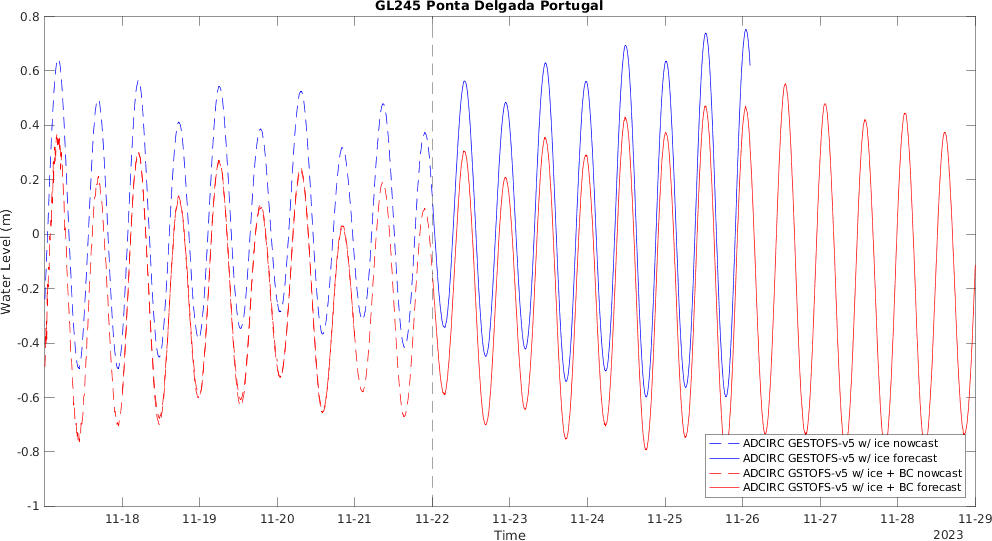 GL245 Ponta Delgada Portugal
0.8
0.6
0.4
0.2
0
-0.2
-0.4
-0.6
-0.8
-1
Water Level (m)
ADCIRC GESTOFS-v5 w/ ice nowcast
ADCIRC GESTOFS-v5 w/ ice forecast
ADCIRC GSTOFS-v5 w/ ice + BC nowcast
ADCIRC GSTOFS-v5 w/ ice + BC forecast
11-18 11-19 11-20 11-21 11-22 11-23 11-24 11-25 11-26 11-27 11-28 11-29
Time
2023